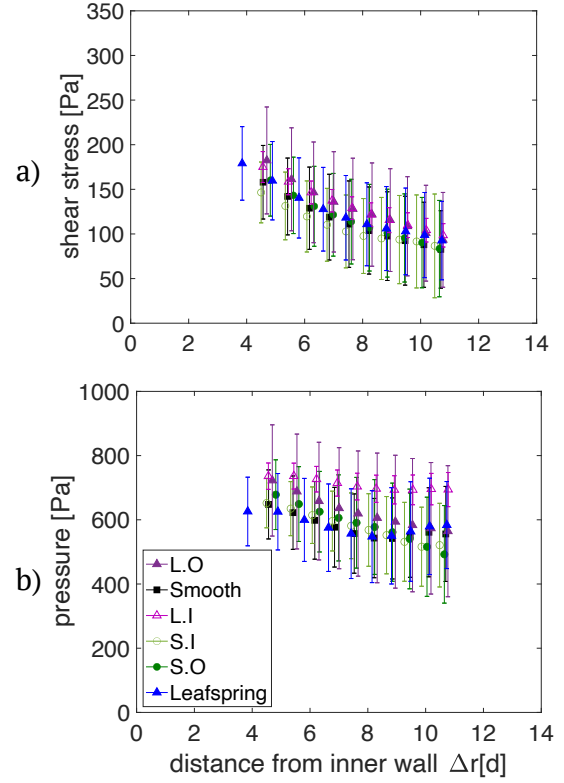 a)
shear stress [Pa]
350
300
250
200
150
100
50
0
0 2 4 6 8 10 12 14
b)
pressure [Pa]
1000
800
600
400
200
0
L.O
Smooth
L.I
S.I
S.O
Leafspring
0 2 4 6 8 10 12 14
distance from inner wall Δr[d]